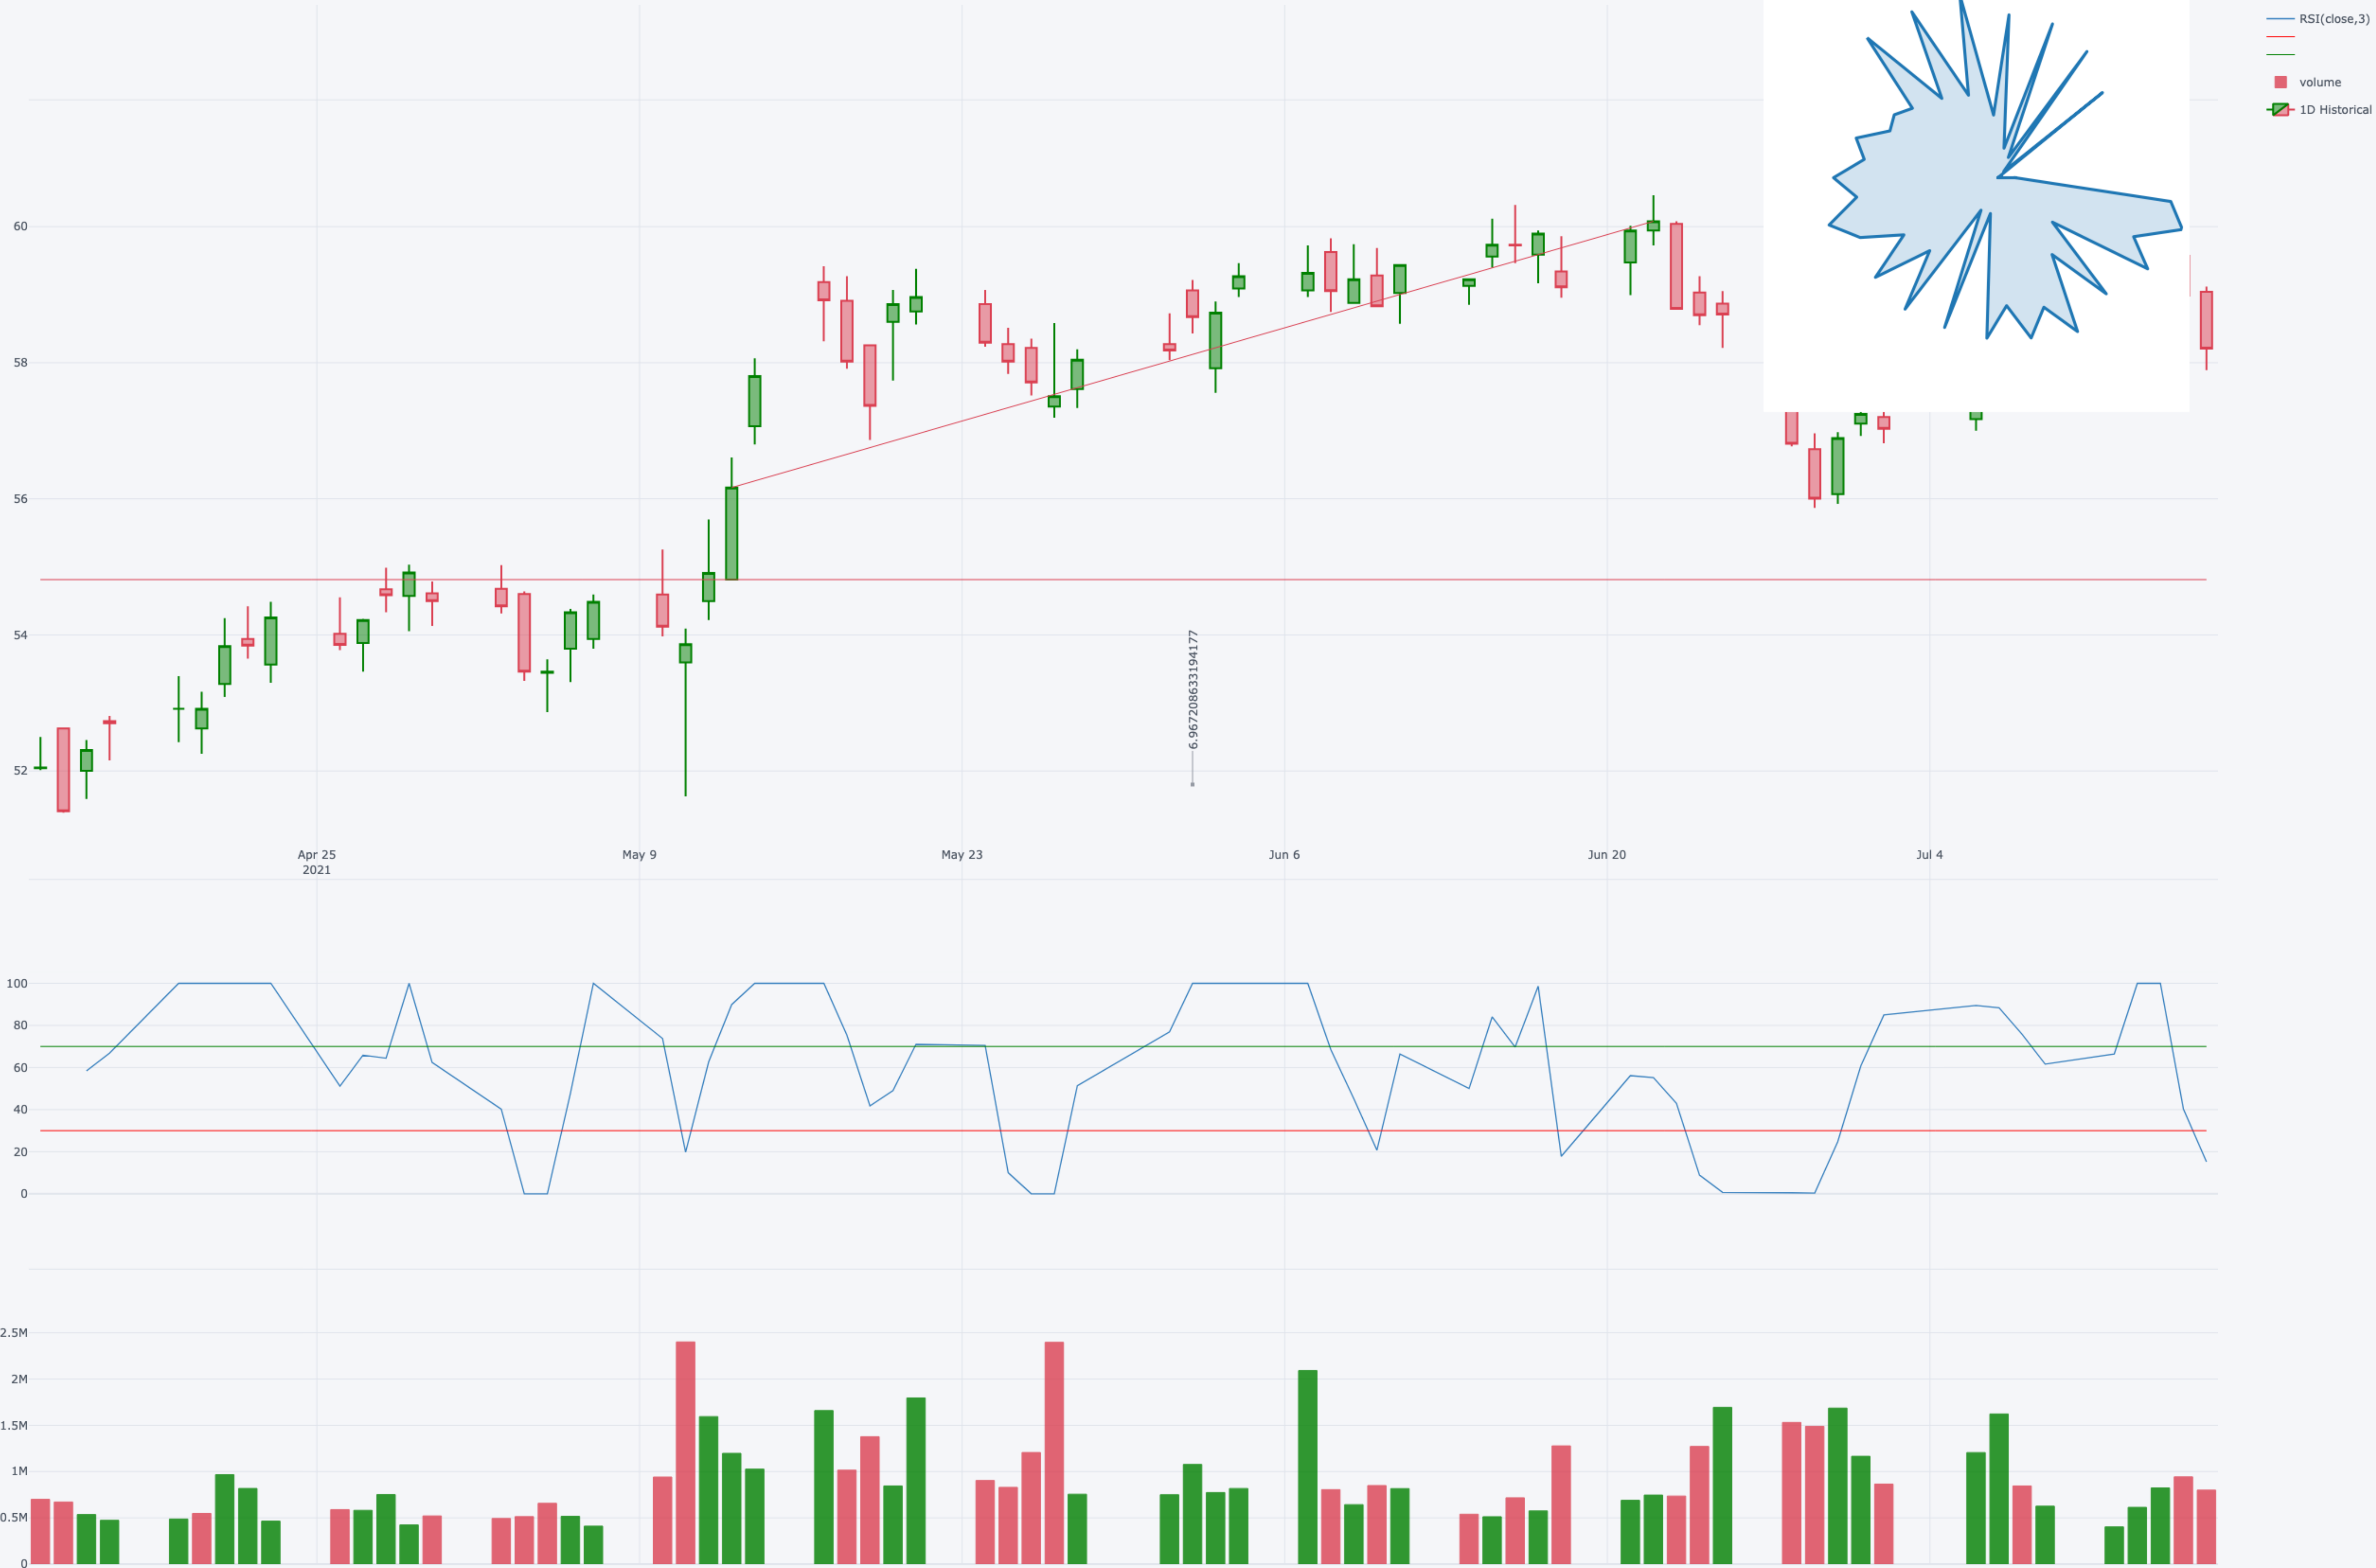 RSI(close,3)
volume
1D Historical
60
58
56
54
52
6.967208633194177
Apr 25
2021
May 9
May 23
Jun 6
Jun 20
Jul 4
100
80
60
40
20
0
2.5M
2M
1.5M
1M
0.5M
0